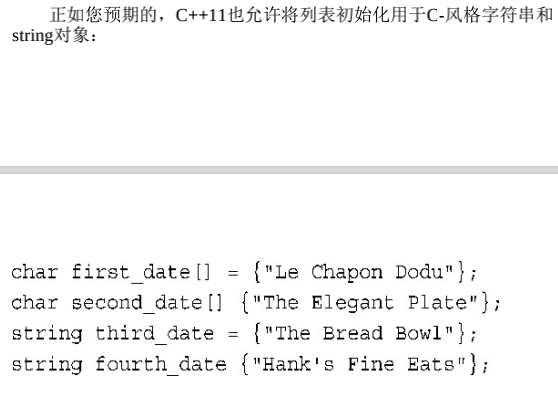 正如您预期的，C++11也允许将列表初始化用于C-风格字符串和
string对象：
char first_date[] = {"Le Chapon Dodu"};
char second_date[] {"The Elegant Plate"};
string third_date = {"The Bread Bowl"};
string fourth_date {"Hank's Fine Eats"};